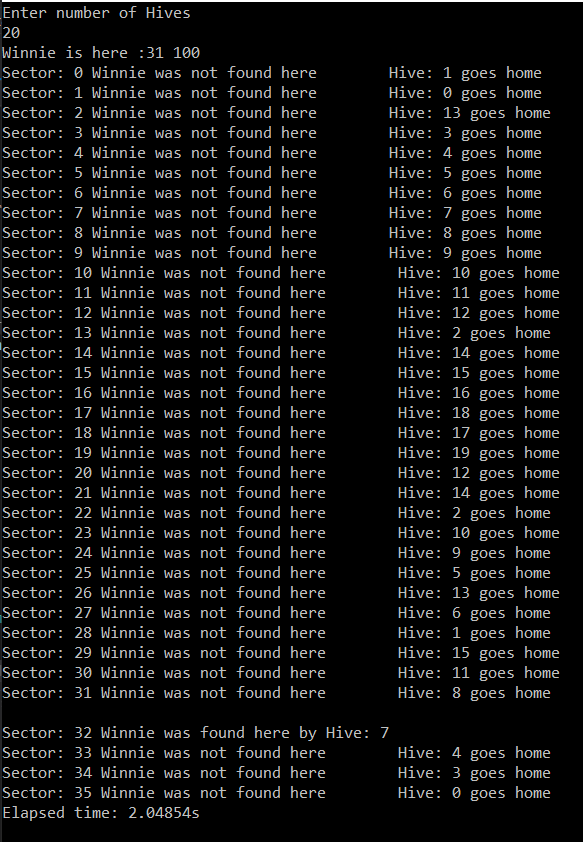 Enter number of Hives
20
Winnie is here :31 100
Sector: 0 Winnie was not found here        Hive: 1 goes home
Sector: 1 Winnie was not found here        Hive: 0 goes home
Sector: 2 Winnie was not found here        Hive: 13 goes home
Sector: 3 Winnie was not found here        Hive: 3 goes home
Sector: 4 Winnie was not found here        Hive: 4 goes home
Sector: 5 Winnie was not found here        Hive: 5 goes home
Sector: 6 Winnie was not found here        Hive: 6 goes home
Sector: 7 Winnie was not found here        Hive: 7 goes home
Sector: 8 Winnie was not found here        Hive: 8 goes home
Sector: 9 Winnie was not found here        Hive: 9 goes home
Sector: 10 Winnie was not found here        Hive: 10 goes home
Sector: 11 Winnie was not found here        Hive: 11 goes home
Sector: 12 Winnie was not found here        Hive: 12 goes home
Sector: 13 Winnie was not found here        Hive: 2 goes home
Sector: 14 Winnie was not found here        Hive: 14 goes home
Sector: 15 Winnie was not found here        Hive: 15 goes home
Sector: 16 Winnie was not found here        Hive: 16 goes home
Sector: 17 Winnie was not found here        Hive: 18 goes home
Sector: 18 Winnie was not found here        Hive: 17 goes home
Sector: 19 Winnie was not found here        Hive: 19 goes home
Sector: 20 Winnie was not found here        Hive: 12 goes home
Sector: 21 Winnie was not found here        Hive: 14 goes home
Sector: 22 Winnie was not found here        Hive: 2 goes home
Sector: 23 Winnie was not found here        Hive: 10 goes home
Sector: 24 Winnie was not found here        Hive: 9 goes home
Sector: 25 Winnie was not found here        Hive: 5 goes home
Sector: 26 Winnie was not found here        Hive: 13 goes home
Sector: 27 Winnie was not found here        Hive: 6 goes home
Sector: 28 Winnie was not found here        Hive: 1 goes home
Sector: 29 Winnie was not found here        Hive: 15 goes home
Sector: 30 Winnie was not found here        Hive: 11 goes home
Sector: 31 Winnie was not found here        Hive: 8 goes home
Sector: 32 Winnie was found here by Hive: 7
Sector: 33 Winnie was not found here        Hive: 4 goes home
Sector: 34 Winnie was not found here        Hive: 3 goes home
Sector: 35 Winnie was not found here        Hive: 0 goes home
Elapsed time: 2.04854s